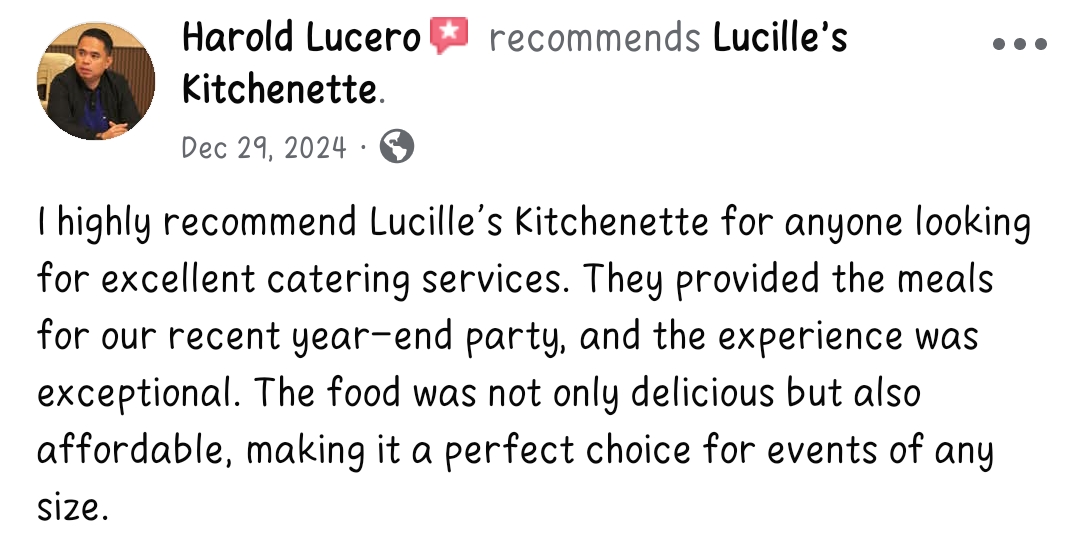 Harold Lucero recommends Lucille's
Kitchenette.
Dec 29, 2024 ·
I highly recommend Lucille's Kitchenette for anyone looking
for excellent catering services. They provided the meals
for our recent year-end party, and the experience was
exceptional. The food was not only delicious but also
affordable, making it a perfect choice for events of any
size.